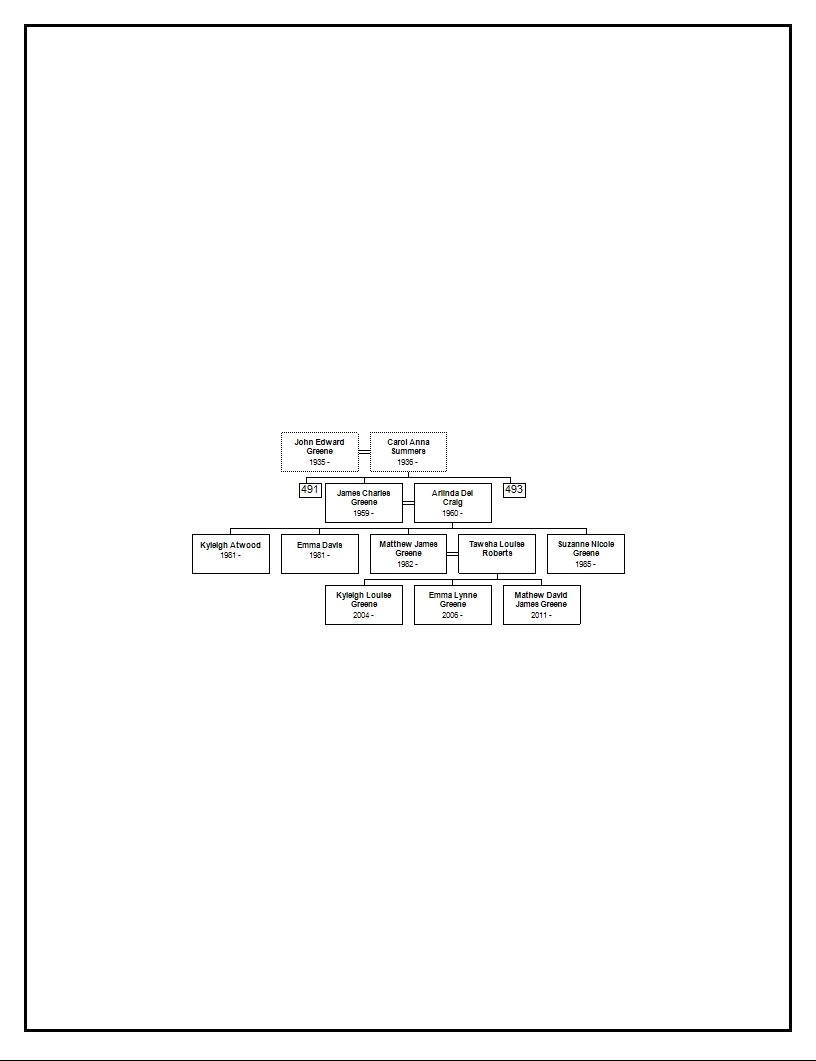 John Edward
Greene
1935 -
Carol Anna
Summers
1936 -
491
James Charles
Greene
1959 -
Arlinda Del
Craig
1960 -
493
Kyleigh Atwood
1981 -
Emma Davis
1981 -
Matthew James
Greene
1982 -
Tawsha Louise
Roberts
Suzanne Nicole
Greene
1985 -
Kyleigh Louise
Greene
2004 -
Emma Lynne
Greene
2006 -
Mathew David
James Greene
2011 -